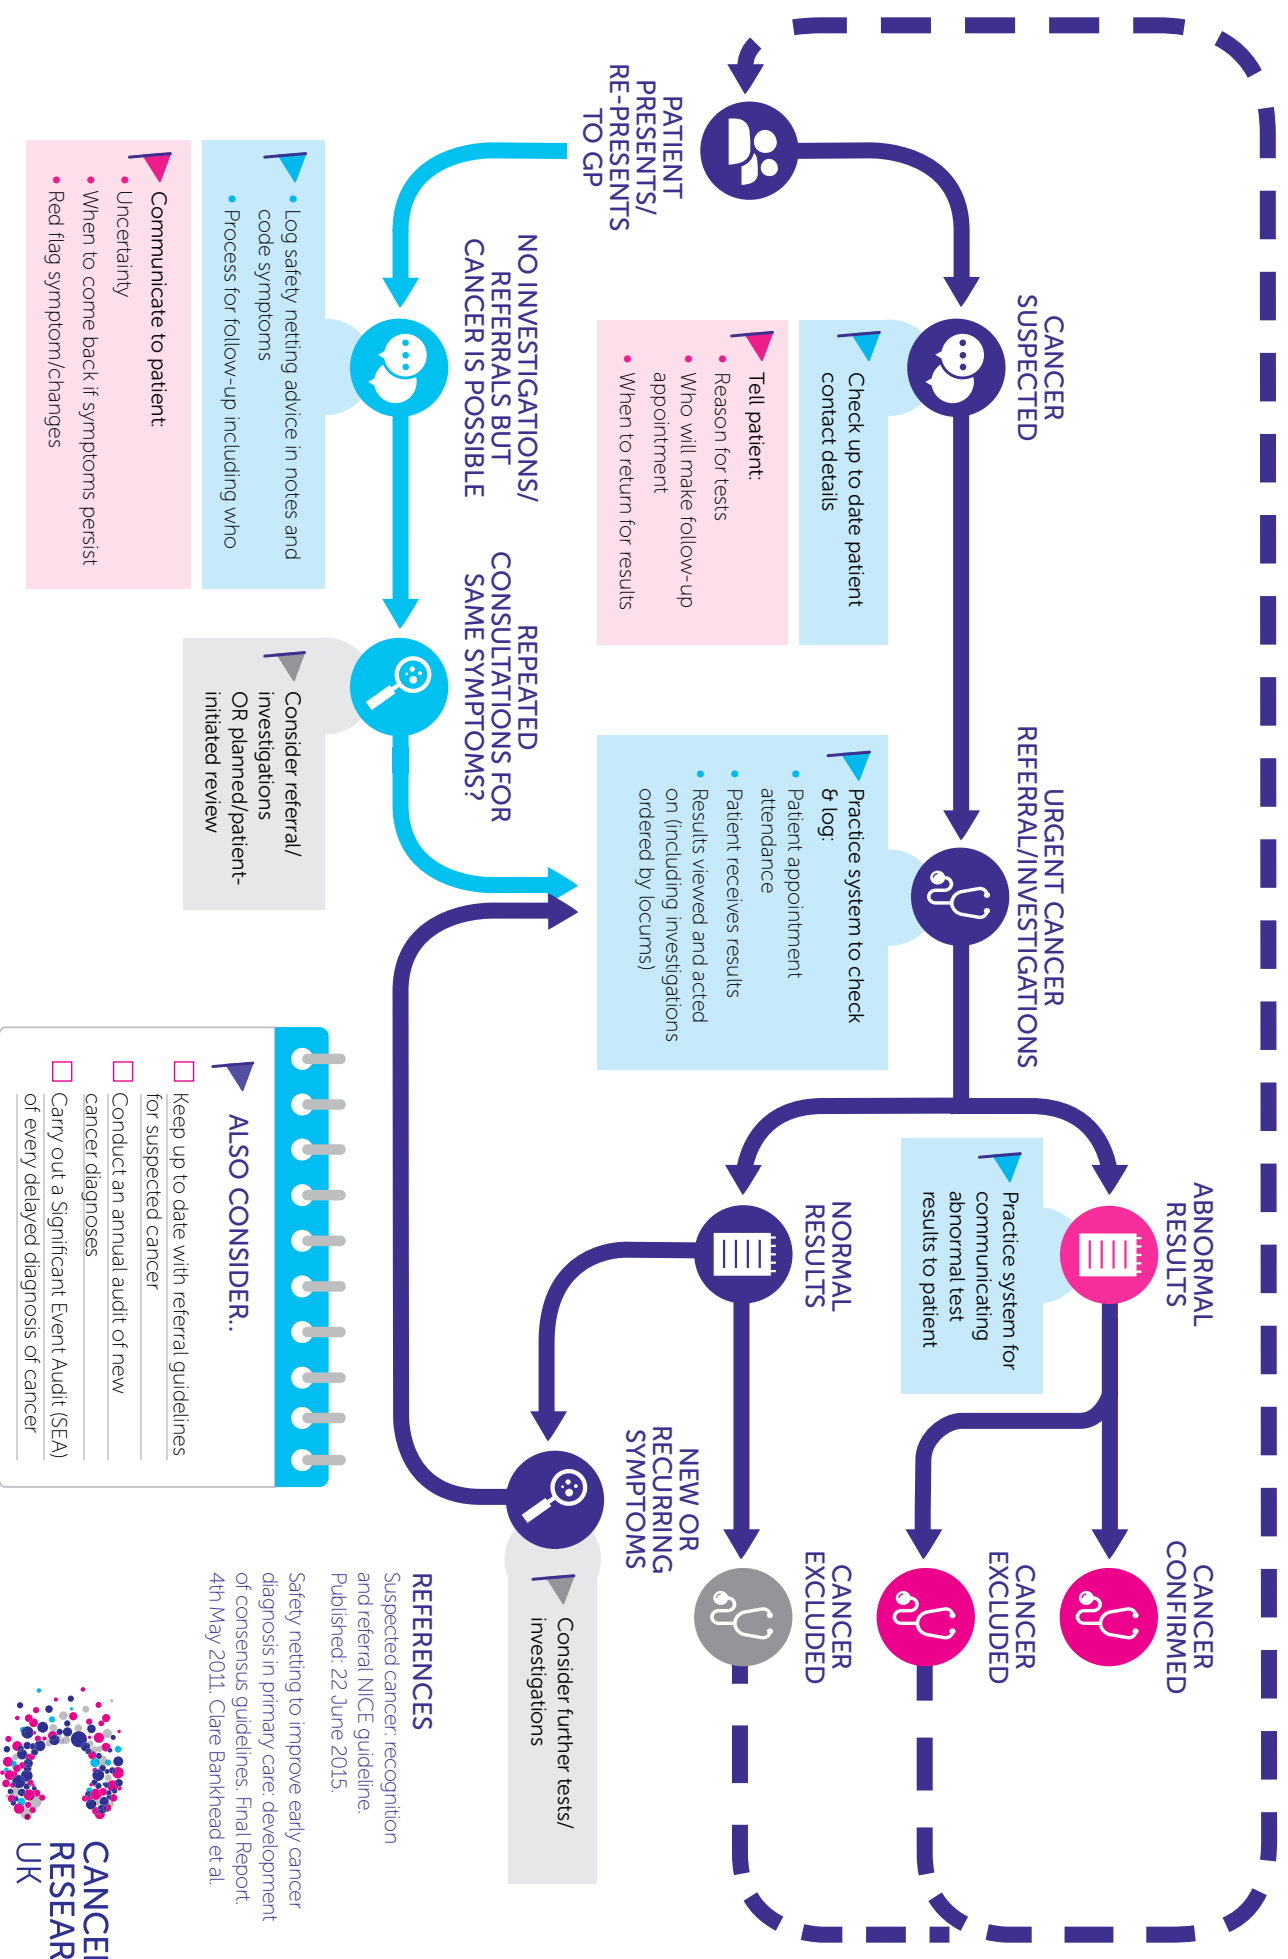 PATIENT
PRESENTS/
RE-PRESENTS
TO GP
CANCER
SUSPECTED
Check up to date patient
contact details
Tell patient:
• Reason for tests
• Who will make follow-up
appointment
• When to return for results
URGENT CANCER
REFERRAL/INVESTIGATIONS
Practice system to check
& log:
• Patient appointment
attendance
• Patient receives results
• Results viewed and acted
on (including investigations
ordered by locums)
ABNORMAL
RESULTS
Practice system for
communicating
abnormal test
results to patient
CANCER
CONFIRMED
CANCER
EXCLUDED
NORMAL
RESULTS
CANCER
EXCLUDED
NEW OR
RECURRING
SYMPTOMS
Consider further tests/
investigations
NO INVESTIGATIONS/
REFERRALS BUT
CANCER IS POSSIBLE
• Log safety netting advice in notes and
code symptoms
• Process for follow-up including who
Communicate to patient:
• Uncertainty
• When to come back if symptoms persist
• Red flag symptom/changes
REPEATED
CONSULTATIONS FOR
SAME SYMPTOMS?
Consider referral/
investigations
OR planned/patient-
initiated review
ALSO CONSIDER..
Keep up to date with referral guidelines
for suspected cancer
Conduct an annual audit of new
cancer diagnoses
Carry out a Significant Event Audit (SEA)
of every delayed diagnosis of cancer
REFERENCES
Suspected cancer: recognition
and referral NICE guideline.
Published: 22 June 2015.
Safety netting to improve early cancer
diagnosis in primary care: development
of consensus guidelines. Final Report.
4th May 2011. Clare Bankhead et al.
CANCER
RESEAR
UK